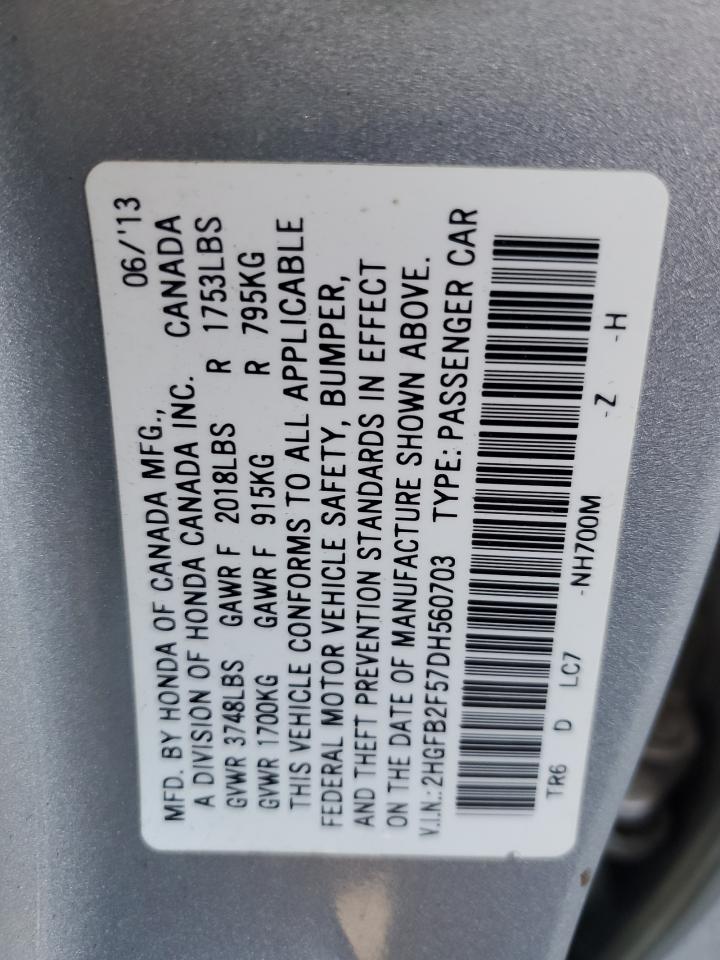 MFD. BY HONDA OF CANADA MFG., 06/'13
A DIVISION OF HONDA CANADA INC. CANADA
GVWR 3748LBS GAWR F 2018LBS R 1753LBS
GVWR 1700KG GAWR F 915KG R 795KG
THIS VEHICLE CONFORMS TO ALL APPLICABLE
FEDERAL MOTOR VEHICLE SAFETY, BUMPER,
AND THEFT PREVENTION STANDARDS IN EFFECT
ON THE DATE OF MANUFACTURE SHOWN ABOVE.
V.I.N.: 2HGFB2F57DH560703 TYPE: PASSENGER CAR
TR6 D LC7 -NH700M -Z -H